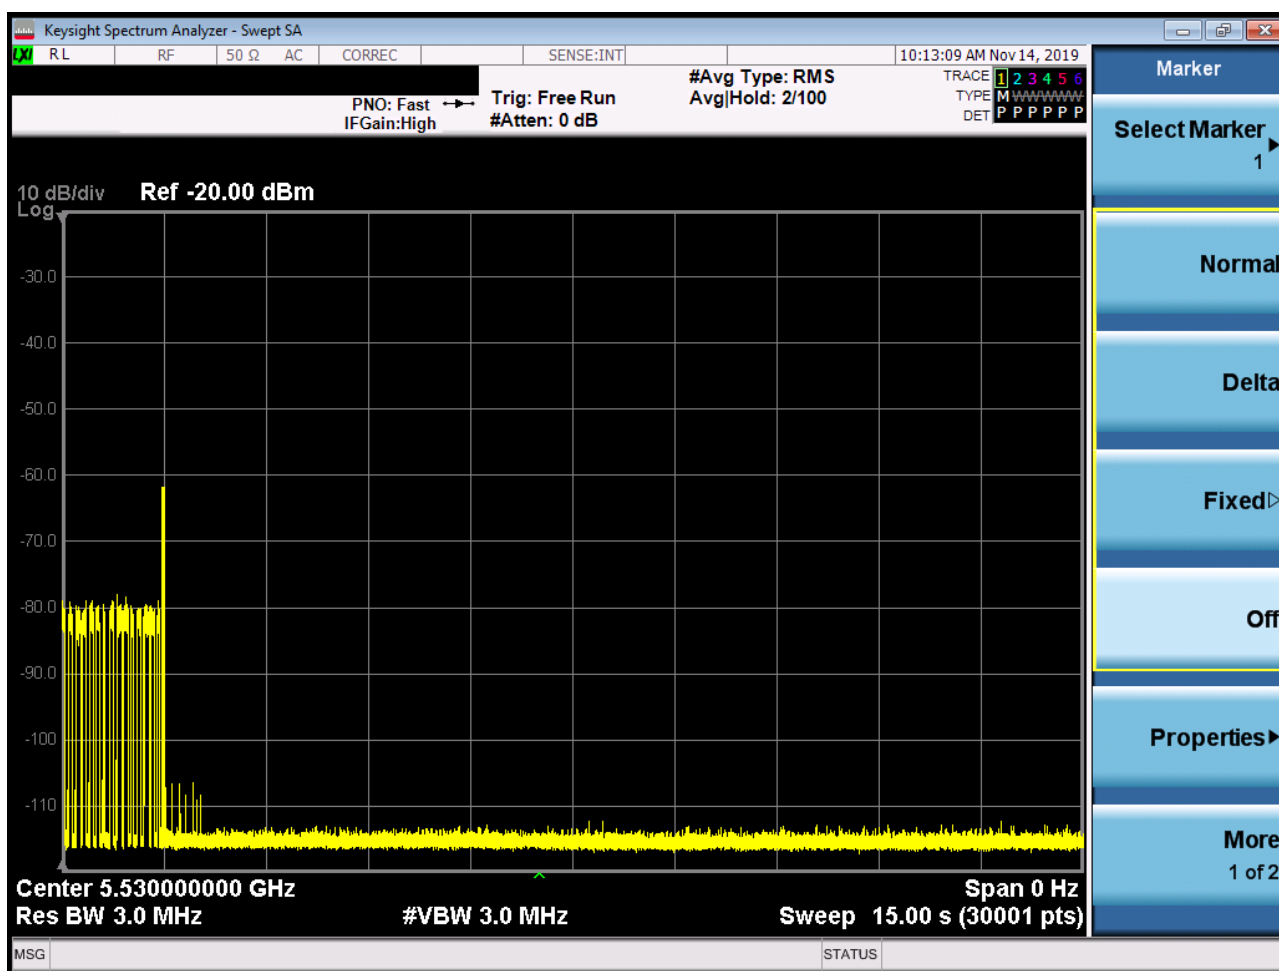 Keysight Spectrum Analyzer - Swept SA
LXI RL RF 50 Ω AC CORREC SENSE:INT 10:13:09 AM Nov 14, 2019
PNO: Fast
IFGain:High
Trig: Free Run
#Atten: 0 dB
#Avg Type: RMS
Avg|Hold: 2/100
TRACE 1 2 3 4 5 6
TYPE M WWWWW
DET P P P P P P
10 dB/div Ref -20.00 dBm
Log
-30.0
-40.0
-50.0
-60.0
-70.0
-80.0
-90.0
-100
-110
Center 5.530000000 GHz Span 0 Hz
Res BW 3.0 MHz #VBW 3.0 MHz Sweep 15.00 s (30001 pts)
MSG STATUS
Marker
Select Marker
1
Normal
Delta
Fixed
Off
Properties
More
1 of 2